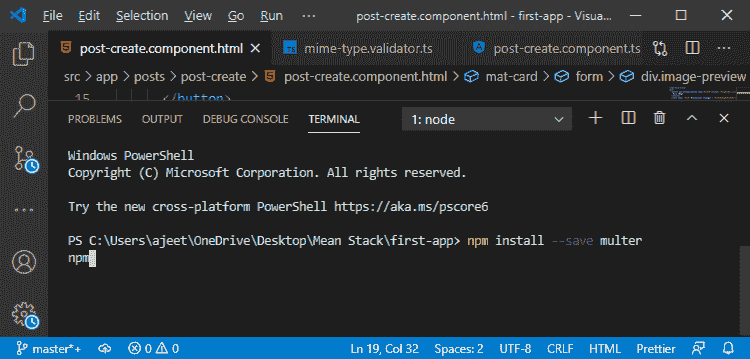 File Edit Selection View Go Run ··· post-create.component.html - first-app - Visua...
post-create.component.html mime-type.validator.ts post-create.component.ts
src > app > posts > post-create > post-create.component.html > mat-card > form > div.image-preview
15 </button>
PROBLEMS OUTPUT DEBUG CONSOLE TERMINAL 1: node
Windows PowerShell
Copyright (C) Microsoft Corporation. All rights reserved.
Try the new cross-platform PowerShell https://aka.ms/pscore6
PS C:\Users\ajeet\OneDrive\Desktop\Mean Stack\first-app> npm install --save multer
npm
master*+ 0 0 Ln 19, Col 32 Spaces: 2 UTF-8 CRLF HTML Prettier